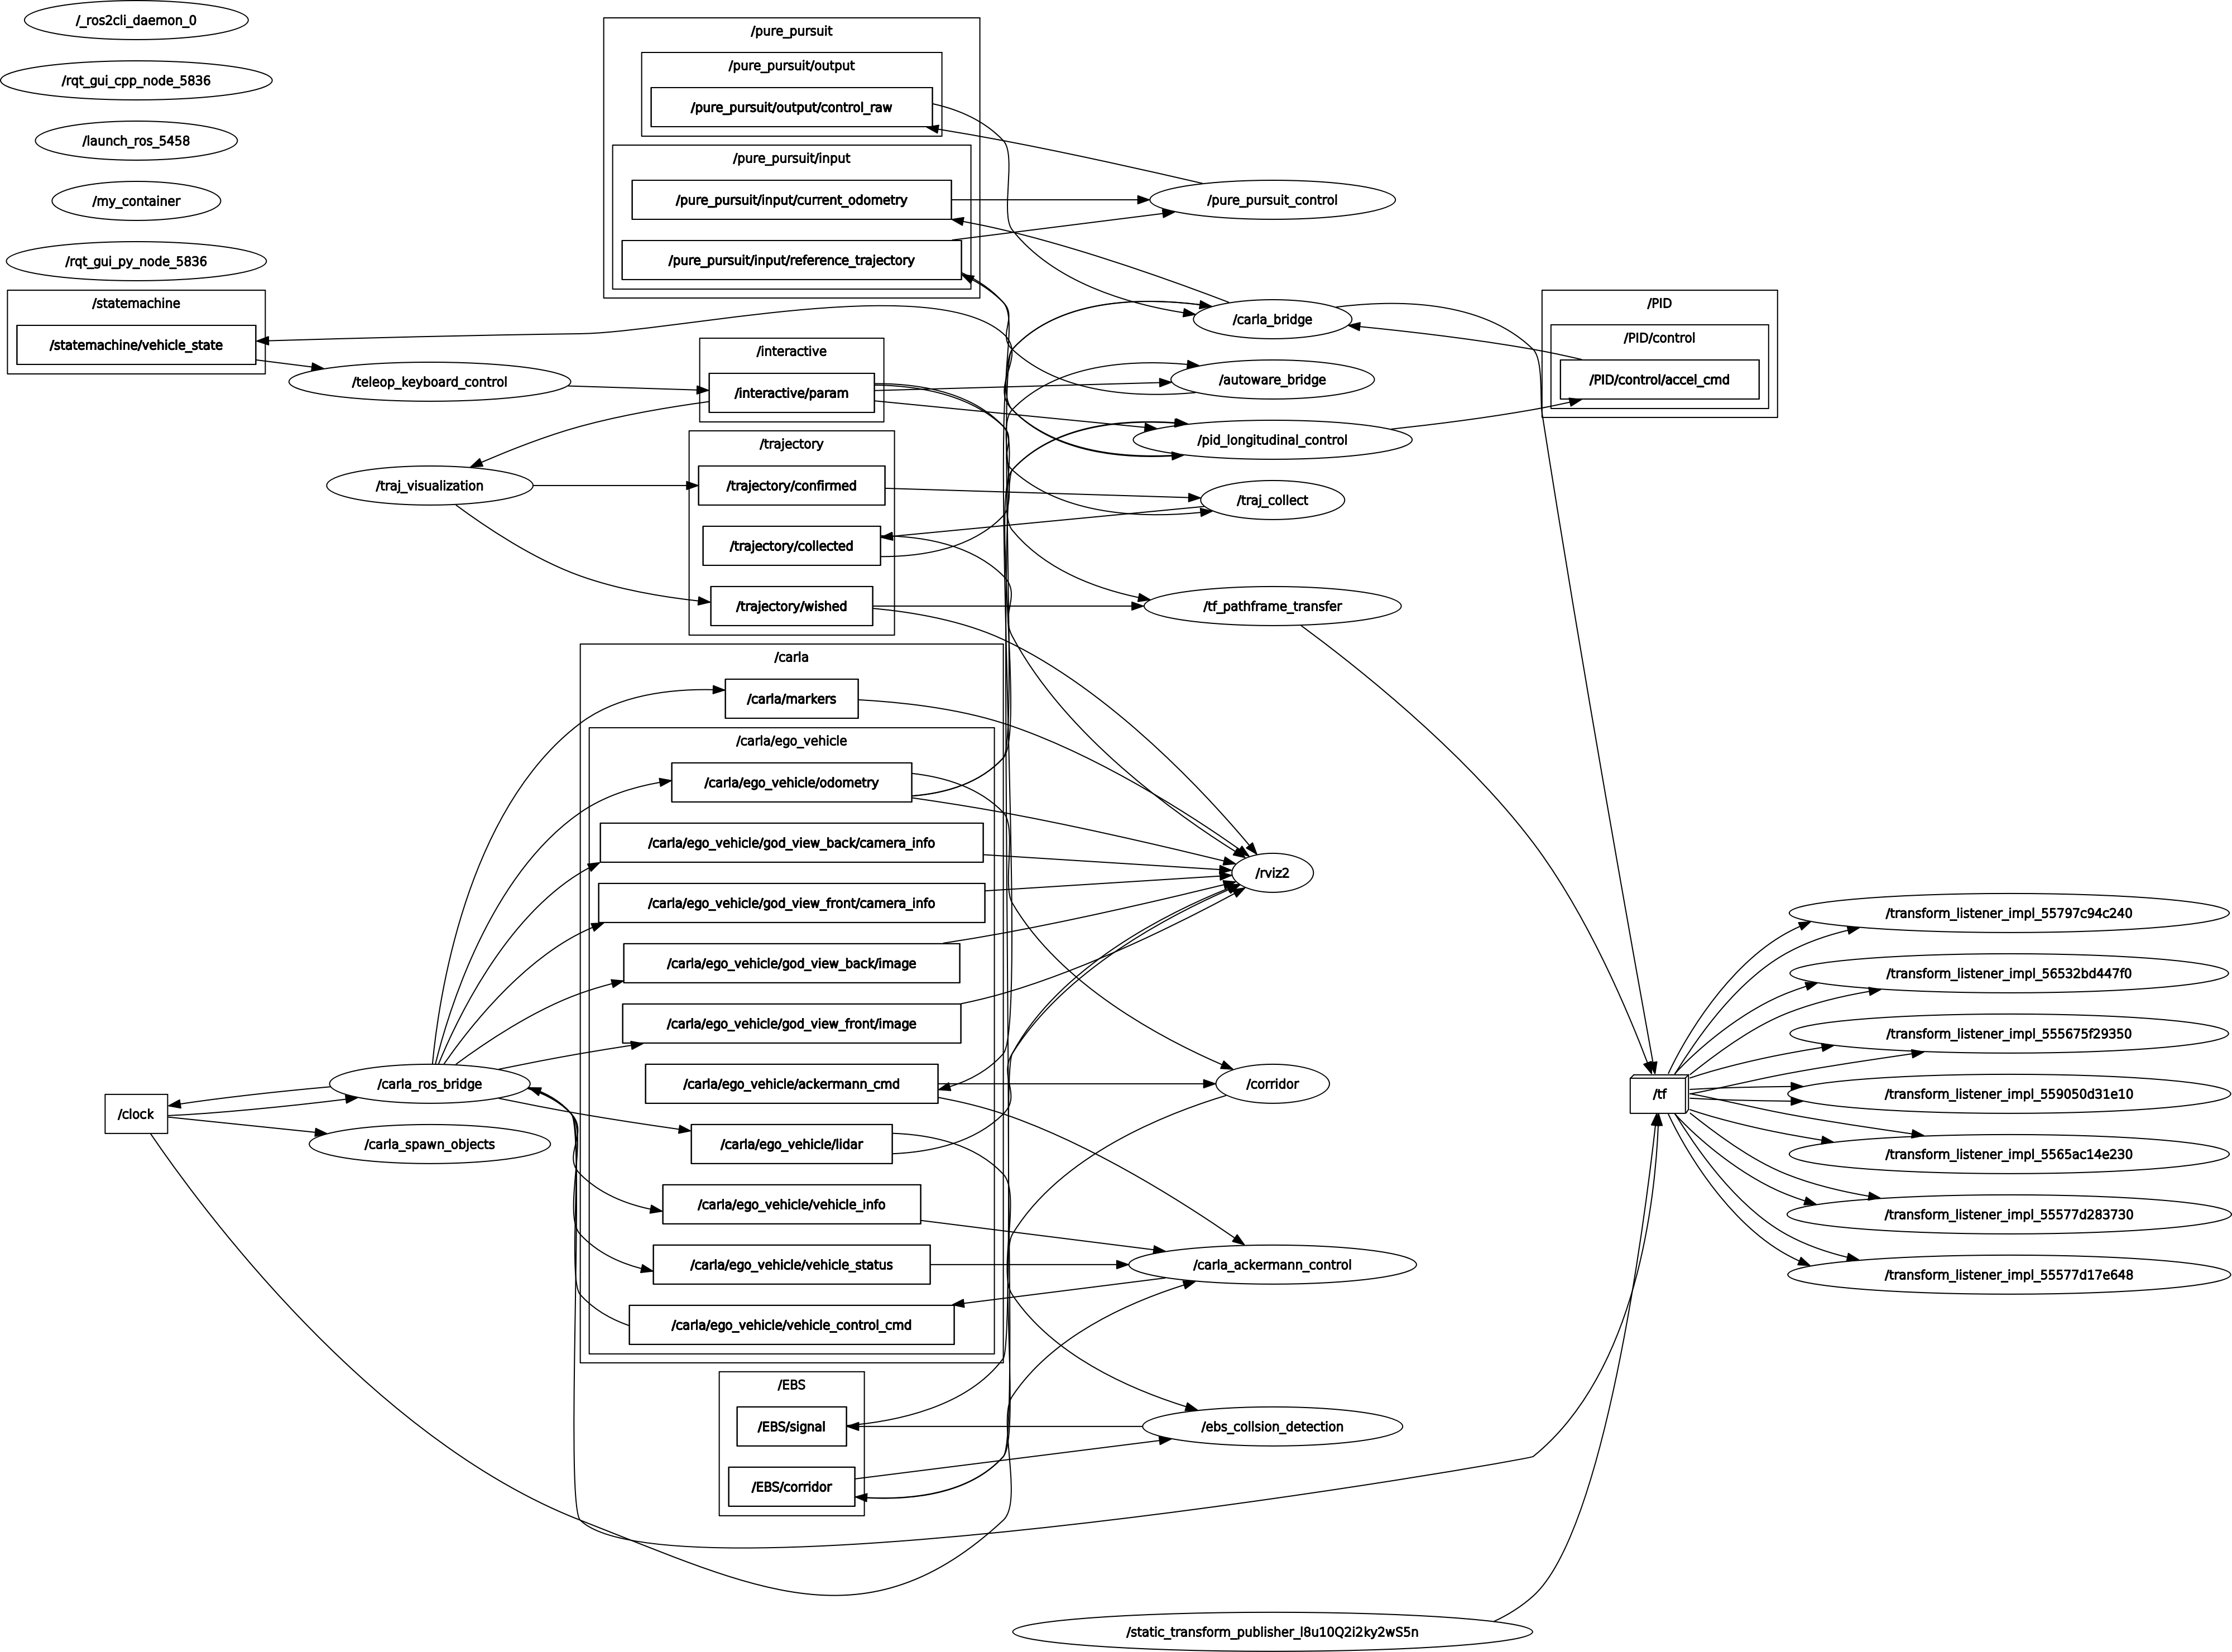 /_ros2cli_daemon_0
/rqt_gui_cpp_node_5836
/launch_ros_5458
/my_container
/rqt_gui_py_node_5836
/statemachine
/statemachine/vehicle_state
/teleop_keyboard_control
/traj_visualization
/carla_ros_bridge
/clock
/carla_spawn_objects
/pure_pursuit
/pure_pursuit/output
/pure_pursuit/output/control_raw
/pure_pursuit/input
/pure_pursuit/input/current_odometry
/pure_pursuit/input/reference_trajectory
/interactive
/interactive/param
/trajectory
/trajectory/confirmed
/trajectory/collected
/trajectory/wished
/carla
/carla/markers
/carla/ego_vehicle
/carla/ego_vehicle/odometry
/carla/ego_vehicle/god_view_back/camera_info
/carla/ego_vehicle/god_view_front/camera_info
/carla/ego_vehicle/god_view_back/image
/carla/ego_vehicle/god_view_front/image
/carla/ego_vehicle/ackermann_cmd
/carla/ego_vehicle/lidar
/carla/ego_vehicle/vehicle_info
/carla/ego_vehicle/vehicle_status
/carla/ego_vehicle/vehicle_control_cmd
/EBS
/EBS/signal
/EBS/corridor
/pure_pursuit_control
/carla_bridge
/autoware_bridge
/pid_longitudinal_control
/traj_collect
/tf_pathframe_transfer
/rviz2
/corridor
/carla_ackermann_control
/ebs_collsion_detection
/static_transform_publisher_l8u10Q2i2ky2wS5n
/PID
/PID/control
/PID/control/accel_cmd
/tf
/transform_listener_impl_55797c94c240
/transform_listener_impl_56532bd447f0
/transform_listener_impl_555675f29350
/transform_listener_impl_559050d31e10
/transform_listener_impl_5565ac14e230
/transform_listener_impl_55577d283730
/transform_listener_impl_55577d17e648